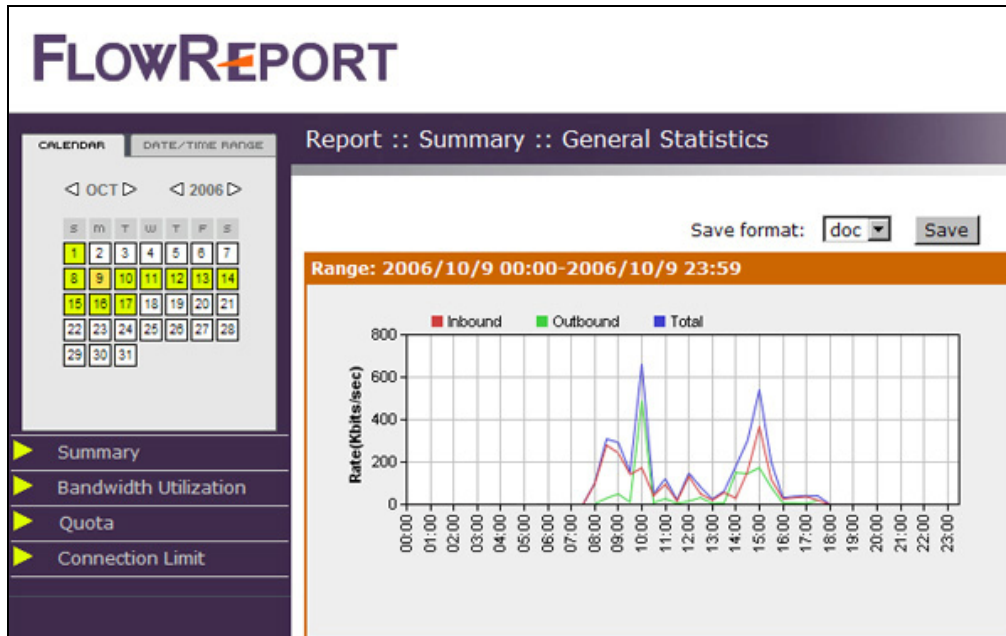 FLOWREPORT
CALENDAR DATE/TIME RANGE
OCT 2006
S M T W T F S
1 2 3 4 5 6 7
8 9 10 11 12 13 14
15 16 17 18 19 20 21
22 23 24 25 26 27 28
29 30 31
Summary
Bandwidth Utilization
Quota
Connection Limit
Report :: Summary :: General Statistics
Save format: doc Save
Range: 2006/10/9 00:00-2006/10/9 23:59
Inbound Outbound Total
Rate(Kbits/sec)
800
600
400
200
0
00:00 01:00 02:00 03:00 04:00 05:00 06:00 07:00 08:00 09:00 10:00 11:00 12:00 13:00 14:00 15:00 16:00 17:00 18:00 19:00 20:00 21:00 22:00 23:00